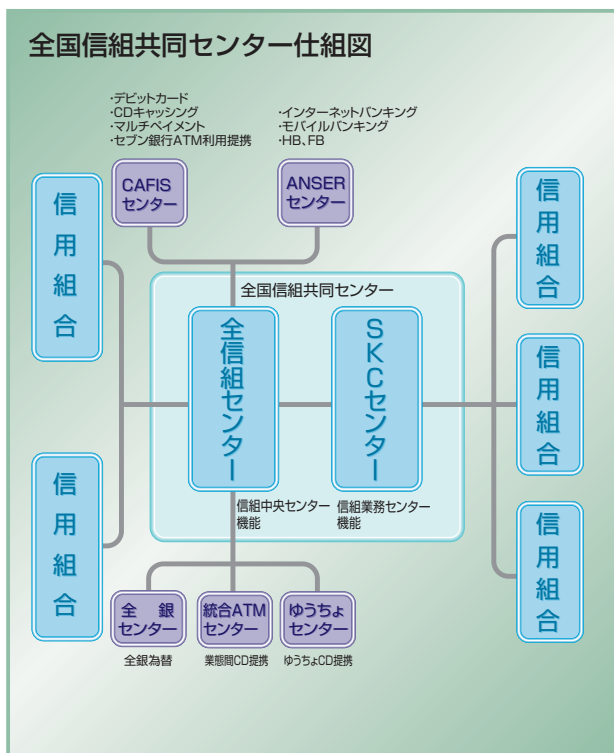 全国信組共同センター仕組図
・デビットカード
・CDキャッシング
・マルチペイメント
・セブン銀行ATM利用提携
・インターネットバンキング
・モバイルバンキング
・HB、FB
CAFIS
センター
ANSER
センター
信用組合
信用組合
全国信組共同センター
全信組センター
SKCセンター
信用組合
信用組合
信用組合
信組中央センター
機能
信組業務センター
機能
全 銀
センター
統合ATM
センター
ゆうちょ
センター
全銀為替
業態間CD提携
ゆうちょCD提携